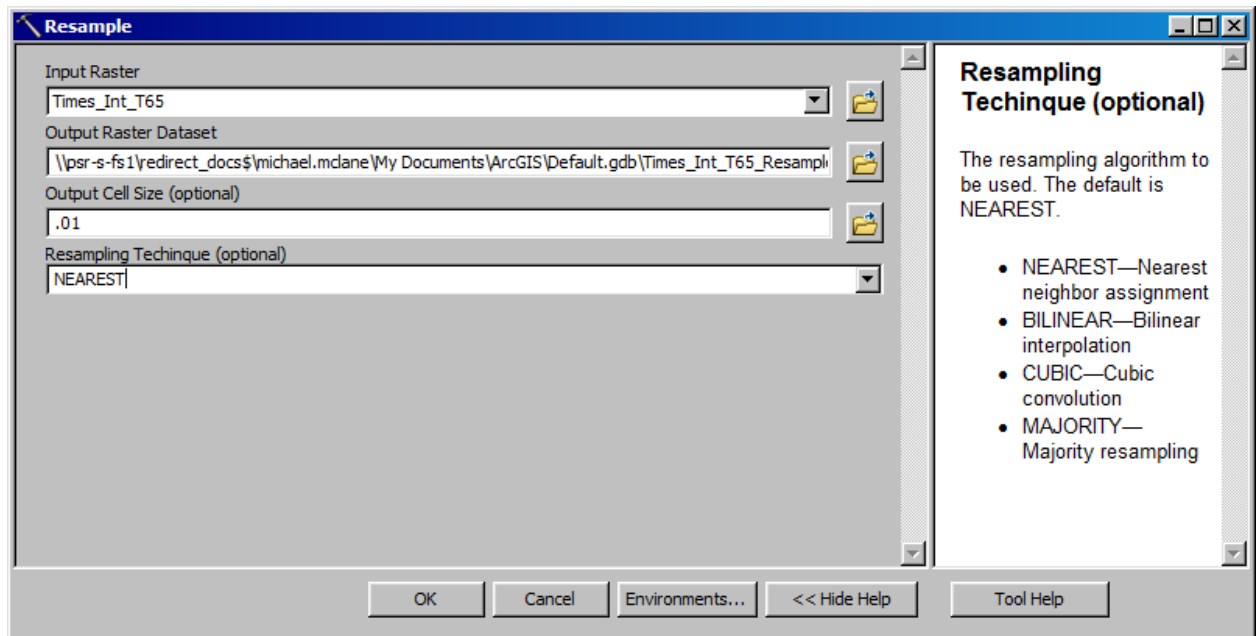 Resample
Input Raster
Times_Int_T65
Output Raster Dataset
\\psr-s-fs1\redirect_docs$\michael.mclane\My Documents\ArcGIS\Default.gdb\Times_Int_T65_Resampl
Output Cell Size (optional)
.01
Resampling Techinque (optional)
NEAREST
Resampling
Techinque (optional)
The resampling algorithm to
be used. The default is
NEAREST.
• NEAREST—Nearest
neighbor assignment
• BILINEAR—Bilinear
interpolation
• CUBIC—Cubic
convolution
• MAJORITY—
Majority resampling
OK Cancel Environments... << Hide Help Tool Help